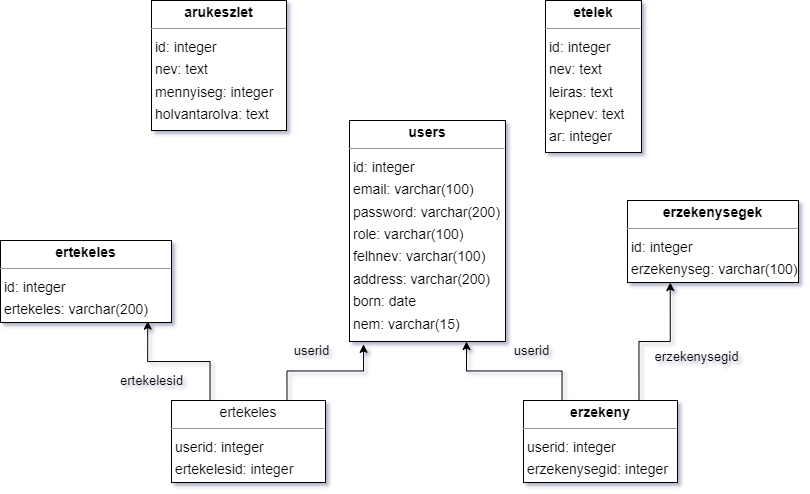 arukeszlet
id: integer
nev: text
mennyiseg: integer
holvantarolva: text
etelek
id: integer
nev: text
leiras: text
kepnev: text
ar: integer
users
id: integer
email: varchar(100)
password: varchar(200)
role: varchar(100)
felhnev: varchar(100)
address: varchar(200)
born: date
nem: varchar(15)
erzekenysegek
id: integer
erzekenyseg: varchar(100)
ertekeles
id: integer
ertekeles: varchar(200)
userid
userid
erzekenysegid
ertekelesid
ertekeles
userid: integer
ertekelesid: integer
erzekeny
userid: integer
erzekenysegid: integer